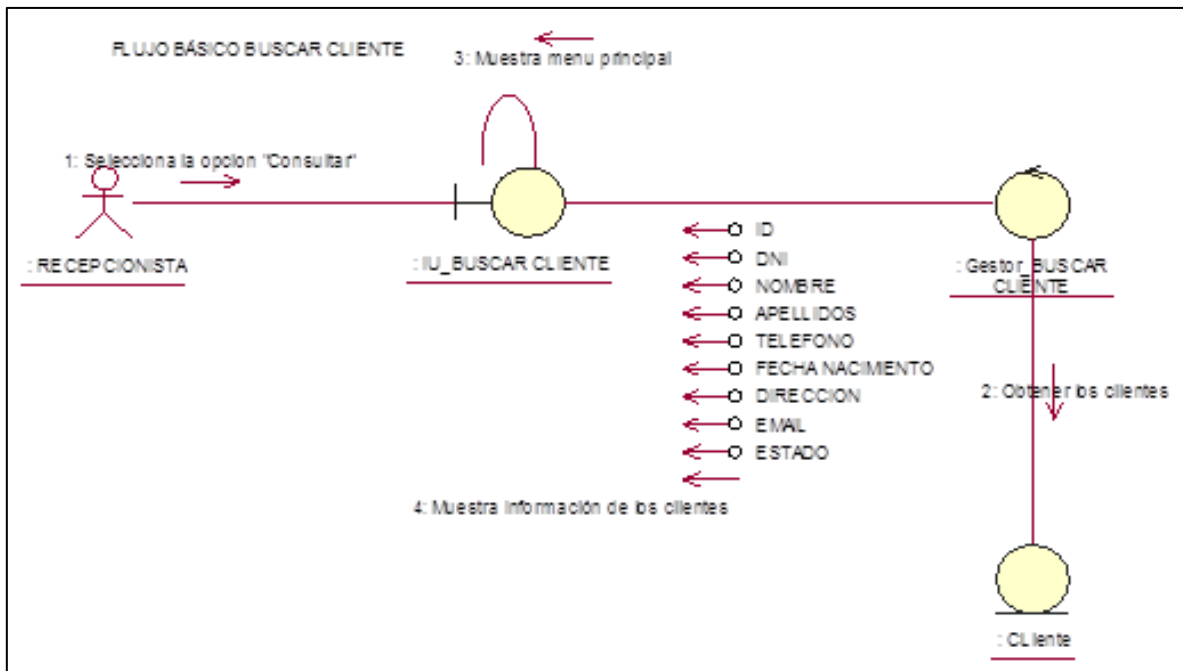 FLUJO BÁSICO BUSCAR CLIENTE
3: Muestra menu principal
1: Selecciona la opcion "Consultar"
: RECEPCIONISTA
: IU_BUSCAR CLIENTE
: Gestor_BUSCAR
CLIENTE
ID
DNI
NOMBRE
APELLIDOS
TELEFONO
FECHA NACIMIENTO
DIRECCION
EMAIL
ESTADO
2: Obtener los clientes
4: Muestra información de los clientes
: CLiente